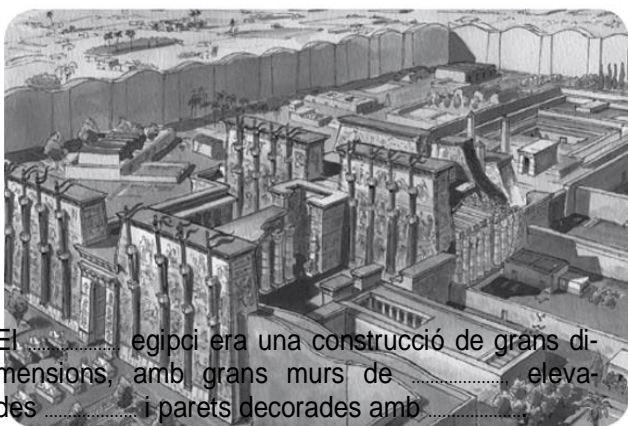 El .................... egipci era una construcció de grans di-
mensions, amb grans murs de ....................., eleva-
des .................... i parets decorades amb .....................